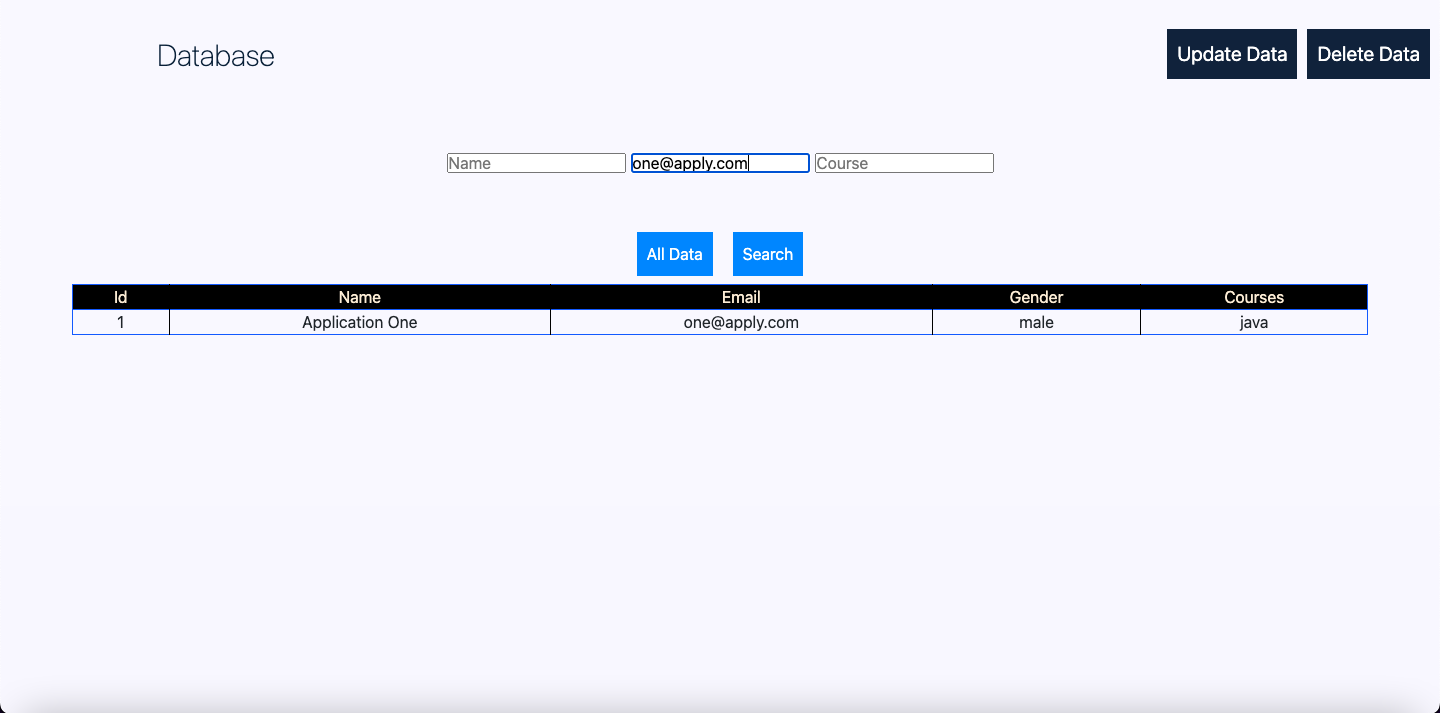 Database
Update Data Delete Data
Name one@apply.com Course
All Data Search
Id Name Email Gender Courses
1 Application One one@apply.com male java